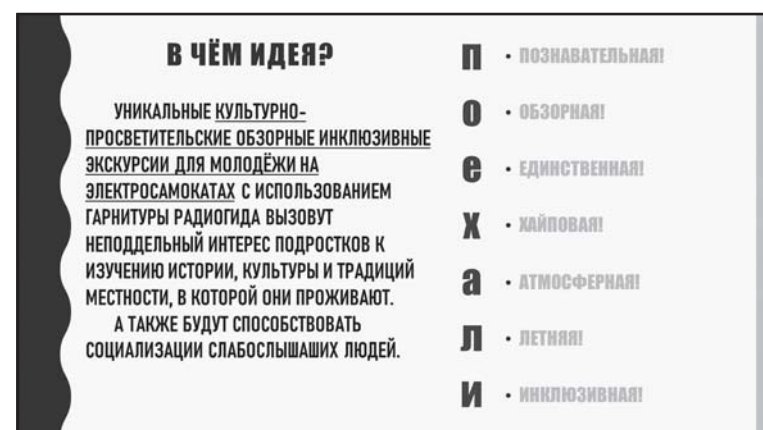 В ЧЁМ ИДЕЯ?
УНИКАЛЬНЫЕ КУЛЬТУРНО-
ПРОСВЕТИТЕЛЬСКИЕ ОБЗОРНЫЕ ИНКЛЮЗИВНЫЕ
ЭКСКУРСИИ ДЛЯ МОЛОДЁЖИ НА
ЭЛЕКТРОСАМОКАТАХ С ИСПОЛЬЗОВАНИЕМ
ГАРНИТУРЫ РАДИОГИДА ВЫЗОВУТ
НЕПОДДЕЛЬНЫЙ ИНТЕРЕС ПОДРОСТКОВ К
ИЗУЧЕНИЮ ИСТОРИИ, КУЛЬТУРЫ И ТРАДИЦИЙ
МЕСТНОСТИ, В КОТОРОЙ ОНИ ПРОЖИВАЮТ.
А ТАКЖЕ БУДУТ СПОСОБСТВОВАТЬ
СОЦИАЛИЗАЦИИ СЛАБОСЛЫШАШИХ ЛЮДЕЙ.
П • ПОЗНАВАТЕЛЬНАЯ!
О • ОБЗОРНАЯ!
е • ЕДИНСТВЕННАЯ!
Х • ХАЙПОВАЯ!
а • АТМОСФЕРНАЯ!
Л • ЛЕТНЯЯ!
И • ИНКЛЮЗИВНАЯ!